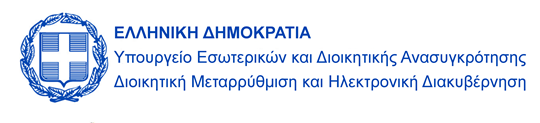 ΕΛΛΗΝΙΚΗ ΔΗΜΟΚΡΑΤΙΑ
Υπουργείο Εσωτερικών και Διοικητικής Ανασυγκρότησης
Διοικητική Μεταρρύθμιση και Ηλεκτρονική Διακυβέρνηση